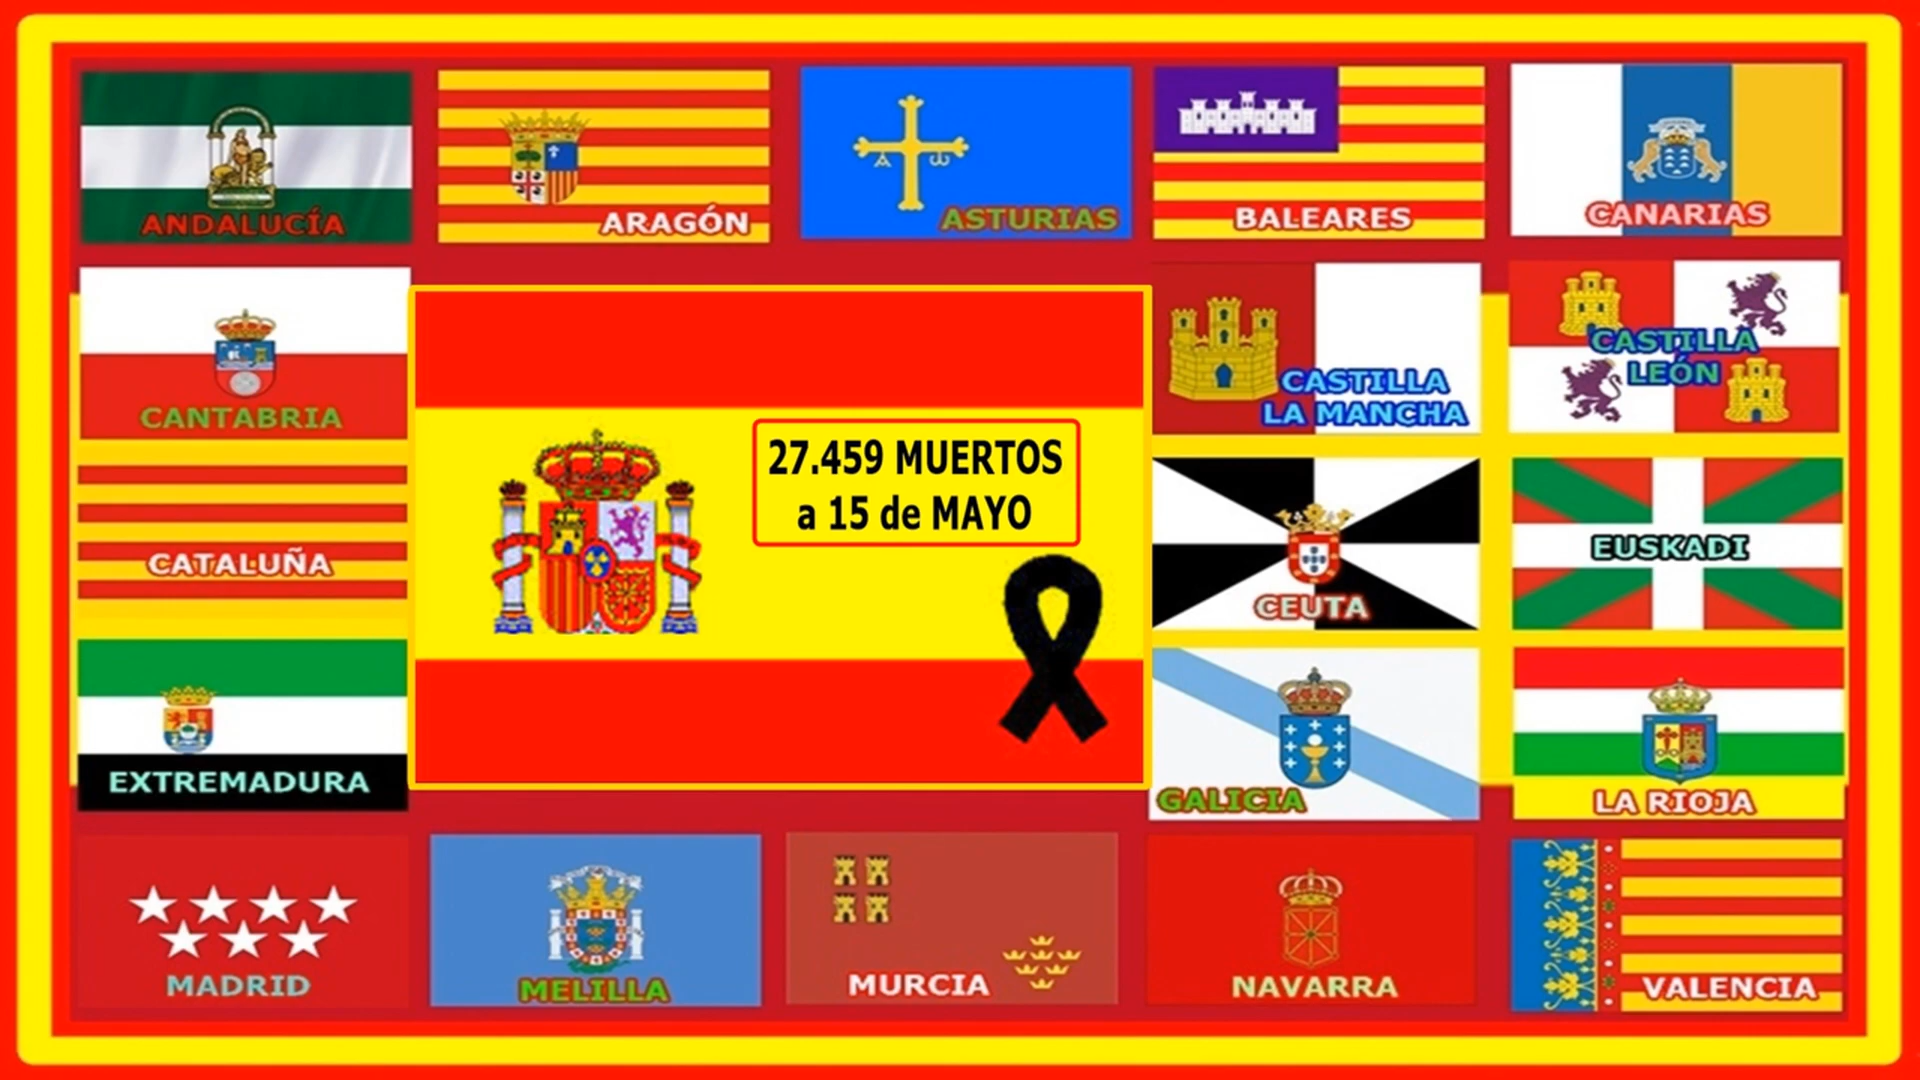 ANDALUCÍA
ARAGÓN
ASTURIAS
BALEARES
CANARIAS
CANTABRIA
27.459 MUERTOS
a 15 de MAYO
CASTILLA
LA MANCHA
CASTILLA
LEÓN
CATALUÑA
CEUTA
EUSKADI
EXTREMADURA
GALICIA
LA RIOJA
MADRID
MELILLA
MURCIA
NAVARRA
VALENCIA